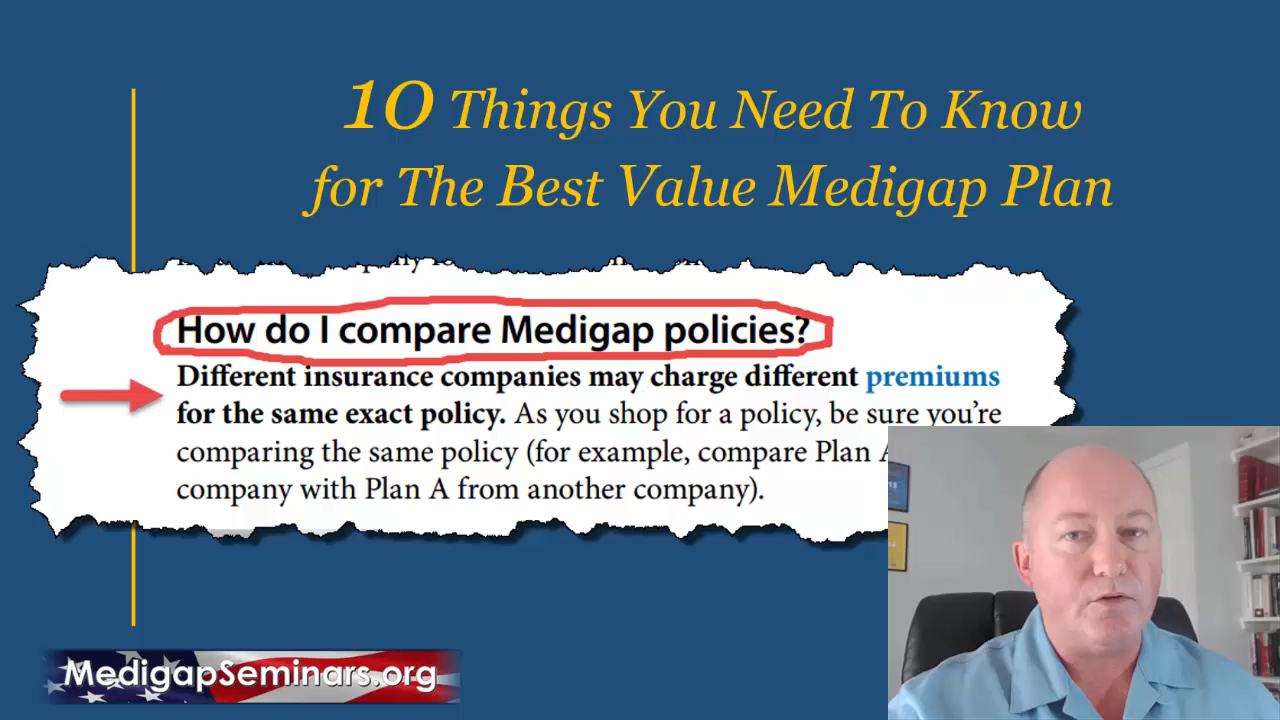 10 Things You Need To Know
for The Best Value Medigap Plan
How do I compare Medigap policies?
Different insurance companies may charge different premiums
for the same exact policy. As you shop for a policy, be sure you're
comparing the same policy (for example, compare Plan A
company with Plan A from another company).
MedigapSeminars.org